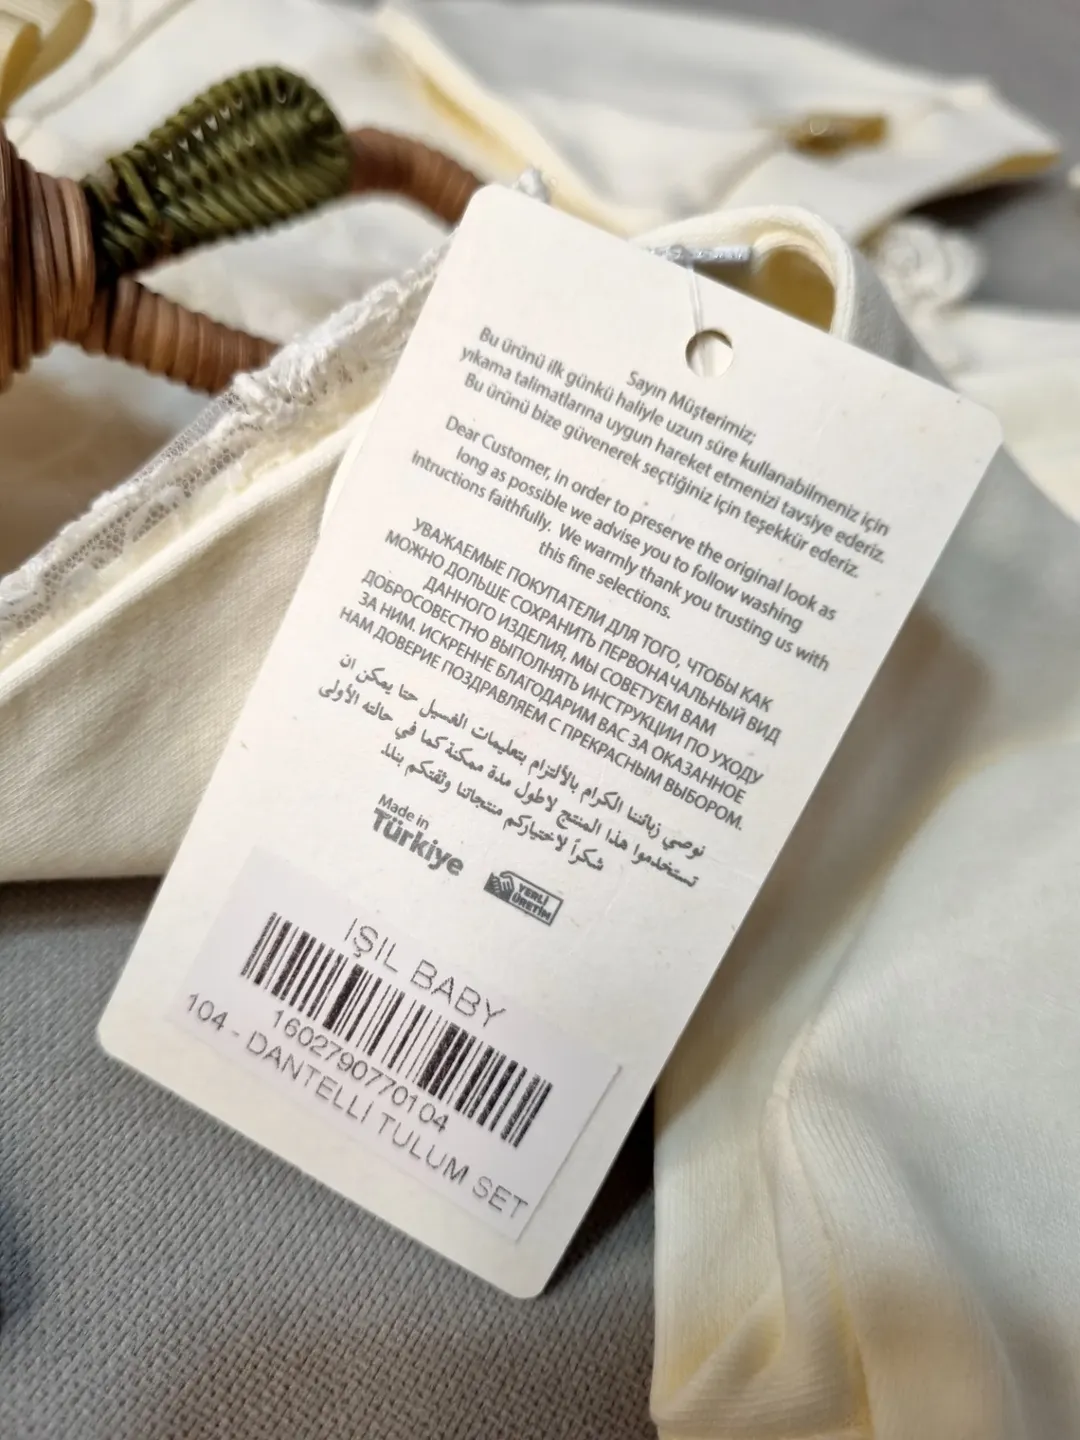 Sayın Müşterimiz;
Bu ürünü ilk günkü haliyle uzun süre kullanabilmeniz için
yıkama talimatlarına uygun hareket etmenizi tavsiye ederiz.
Bu ürünü bize güvenerek seçtiğiniz için teşekkür ederiz.
Dear Customer, in order to preserve the original look as
long as possible we advise you to follow washing
intructions faithfully. We warmly thank you trusting us with
this fine selections.
УВАЖАЕМЫЕ ПОКУПАТЕЛИ ДЛЯ ТОГО, ЧТОБЫ КАК
МОЖНО ДОЛЬШЕ СОХРАНИТЬ ПЕРВОНАЧАЛЬНЫЙ ВИД
ДАННОГО ИЗДЕЛИЯ, МЫ СОВЕТУЕМ ВАМ
ДОБРОСОВЕСТНО ВЫПОЛНЯТЬ ИНСТРУКЦИИ ПО УХОДУ
ЗА НИМ. ИСКРЕННЕ БЛАГОДАРИМ ВАС ЗА ОКАЗАННОЕ
НАМ ДОВЕРИЕ ПОЗДРАВЛЯЕМ С ПРЕКРАСНЫМ ВЫБОРОМ.
نوصي زبائننا الكرام بالألتزام بتعليمات الغسيل حتا يمكن ان
تستخدموا هذا المنتج لاطول مدة ممكنة كما في حالته الأولى
شكراً لاختياركم منتجاتنا وثقتكم بنا
Made in
Türkiye
YERLİ
ÜRETİM
IŞIL BABY
1602790770104
104 - DANTELLİ TULUM SET